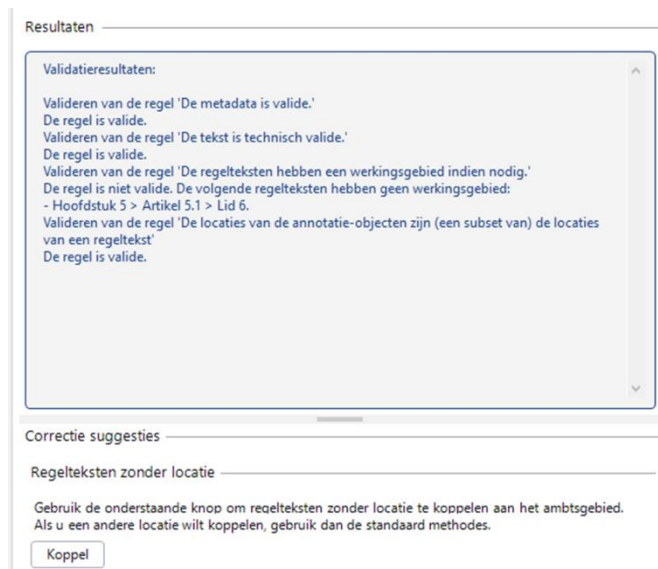 Resultaten
Validatieresultaten:
Valideren van de regel 'De metadata is valide.'
De regel is valide.
Valideren van de regel 'De tekst is technisch valide.'
De regel is valide.
Valideren van de regel 'De regelteksten hebben een werkingsgebied indien nodig.'
De regel is niet valide. De volgende regelteksten hebben geen werkingsgebied:
- Hoofdstuk 5 > Artikel 5.1 > Lid 6.
Valideren van de regel 'De locaties van de annotatie-objecten zijn (een subset van) de locaties
van een regeltekst'
De regel is valide.
Correctie suggesties
Regelteksten zonder locatie
Gebruik de onderstaande knop om regelteksten zonder locatie te koppelen aan het ambtsgebied.
Als u een andere locatie wilt koppelen, gebruik dan de standaard methodes.
Koppel